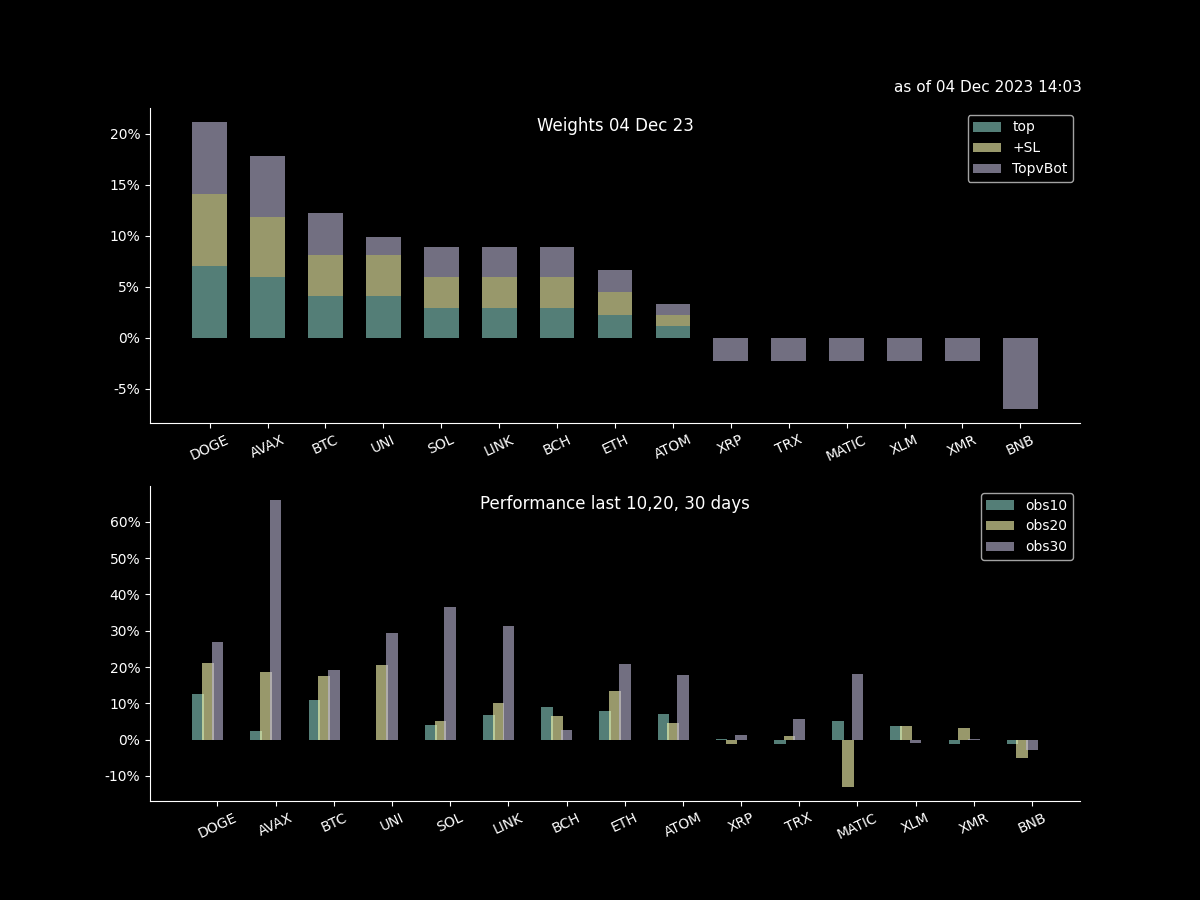 as of 04 Dec 2023 14:03
Weights 04 Dec 23
top
+SL
TopvBot
20%
15%
10%
5%
0%
-5%
DOGE AVAX BTC UNI SOL LINK BCH ETH ATOM XRP TRX MATIC XLM XMR BNB
Performance last 10,20, 30 days
obs10
obs20
obs30
60%
50%
40%
30%
20%
10%
0%
-10%
DOGE AVAX BTC UNI SOL LINK BCH ETH ATOM XRP TRX MATIC XLM XMR BNB